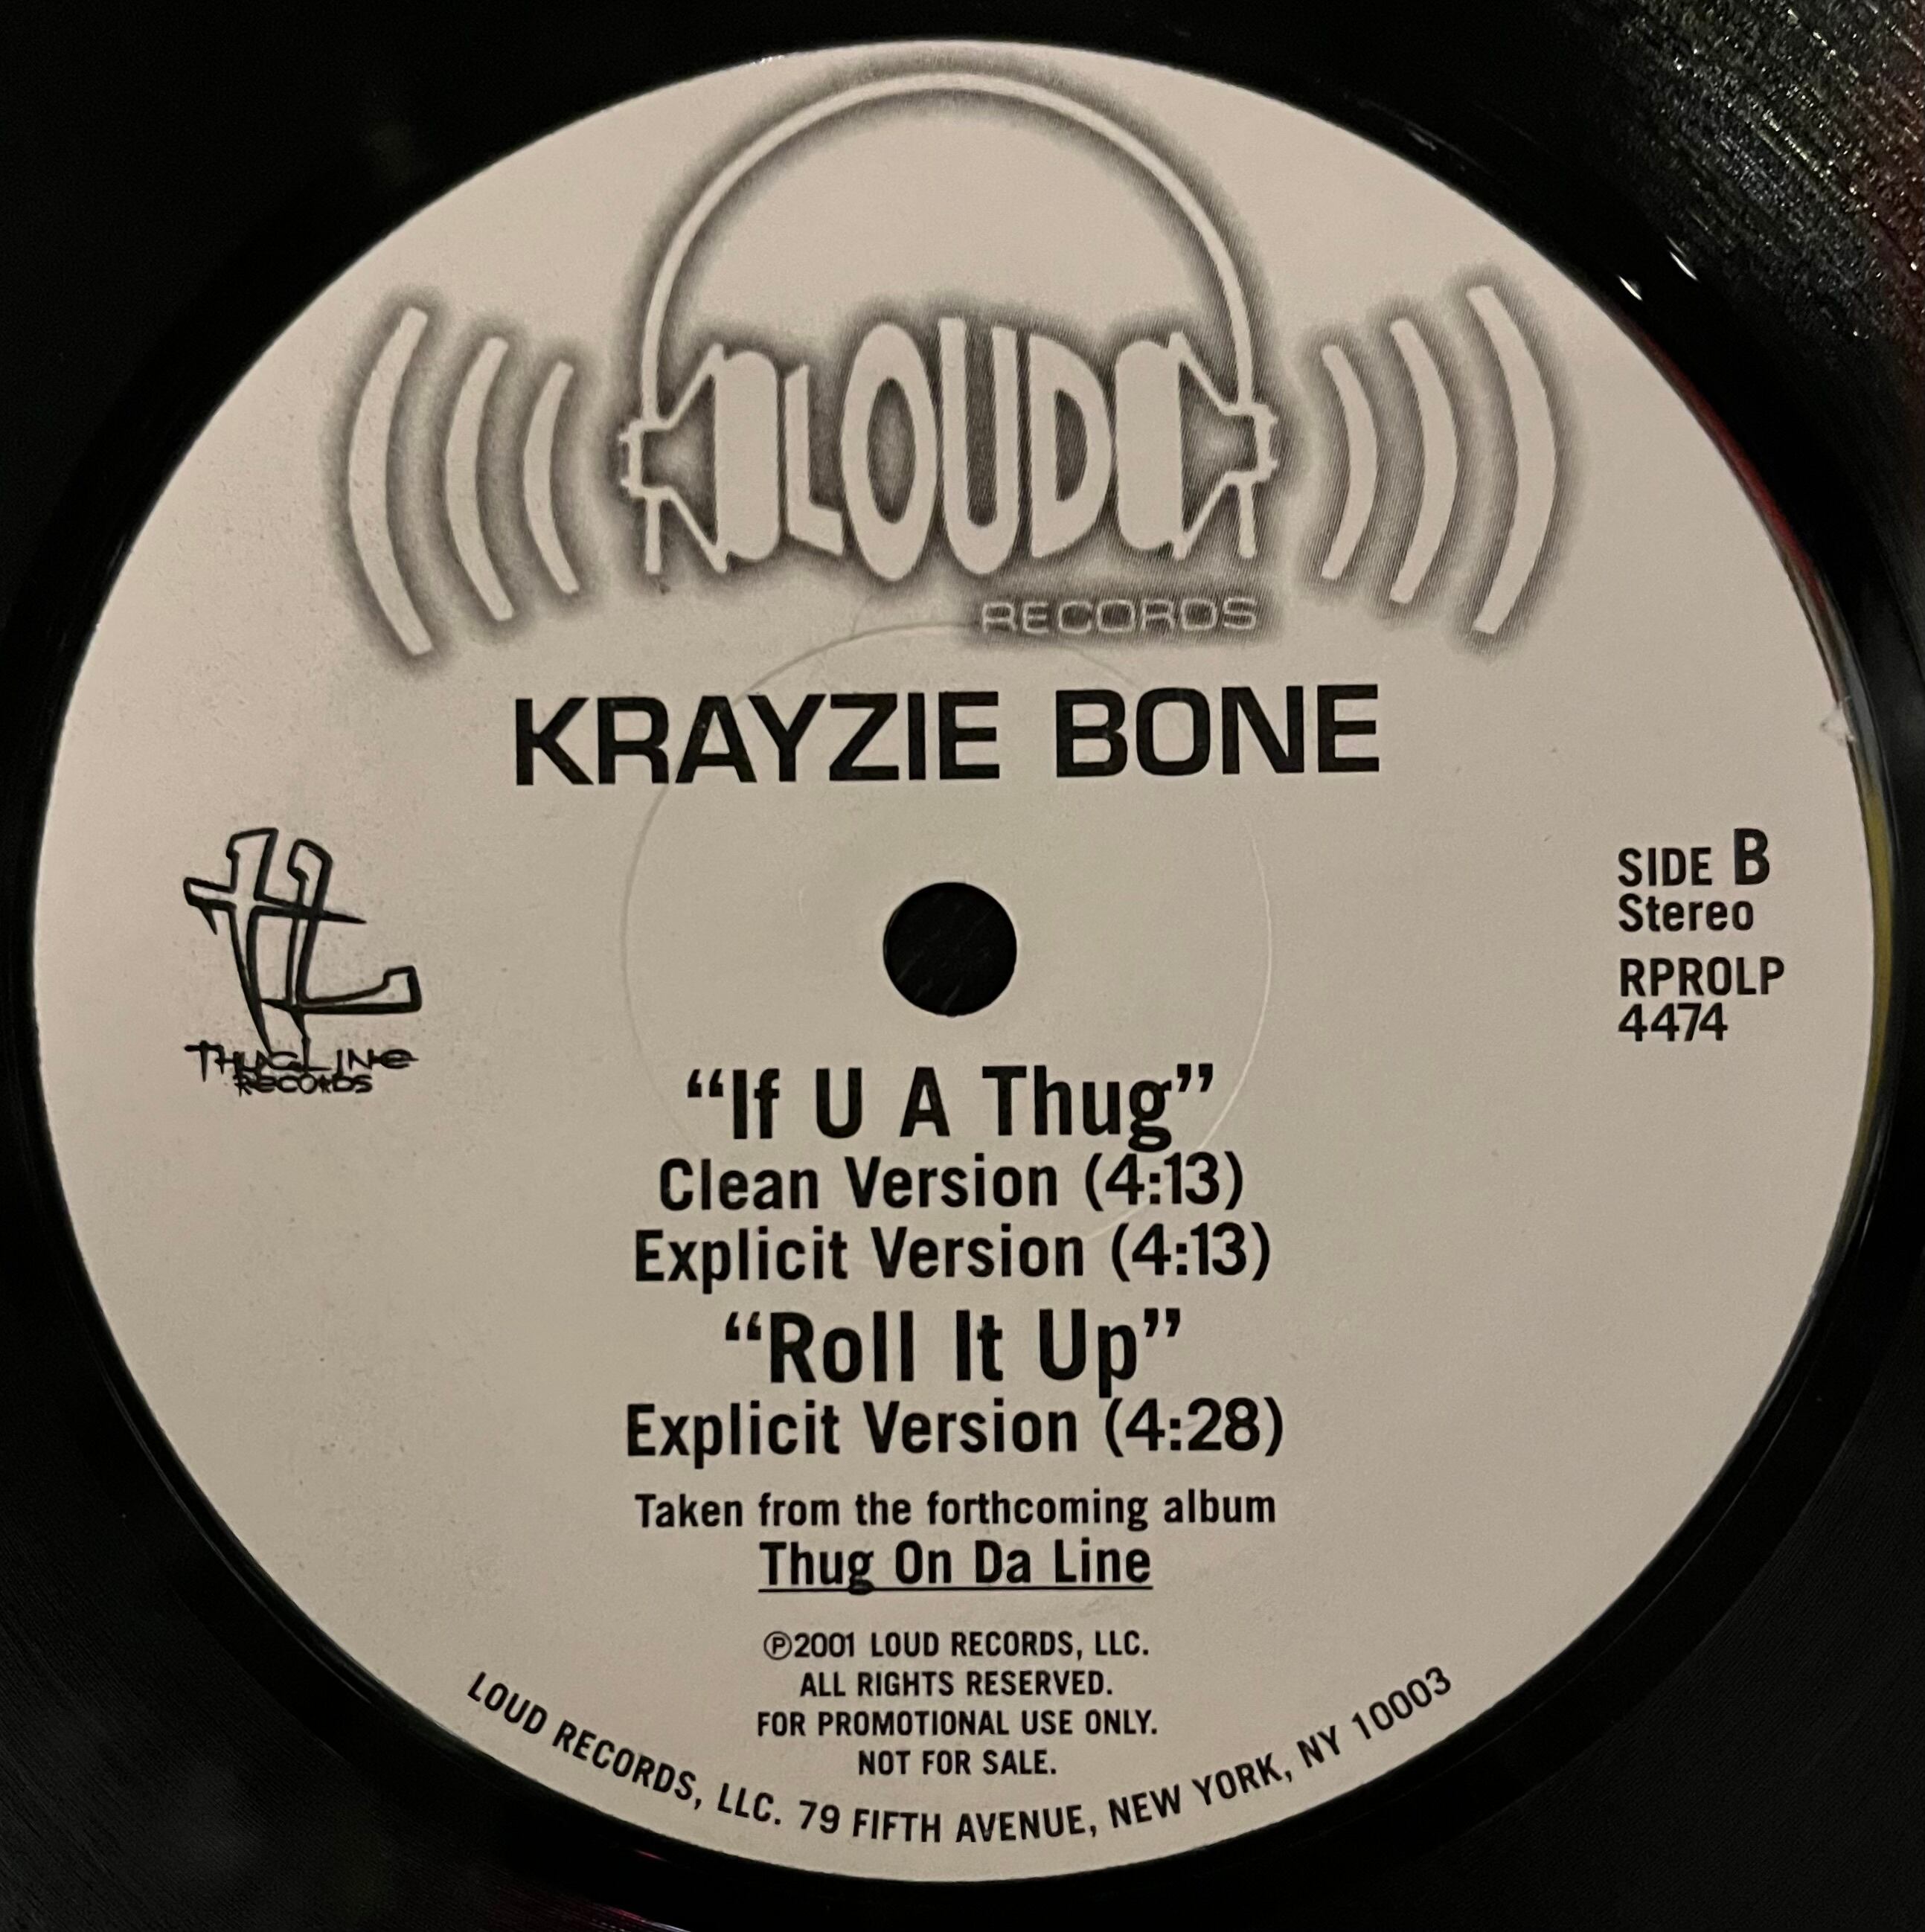 LOUD
RECORDS
KRAYZIE BONE
THUGLINE
RECORDS
SIDE B
Stereo
RPROLP
4474
“If U A Thug”
Clean Version (4:13)
Explicit Version (4:13)
“Roll It Up”
Explicit Version (4:28)
Taken from the forthcoming album
Thug On Da Line
℗2001 LOUD RECORDS, LLC.
ALL RIGHTS RESERVED.
FOR PROMOTIONAL USE ONLY.
NOT FOR SALE.
LOUD RECORDS, LLC. 79 FIFTH AVENUE, NEW YORK, NY 10003